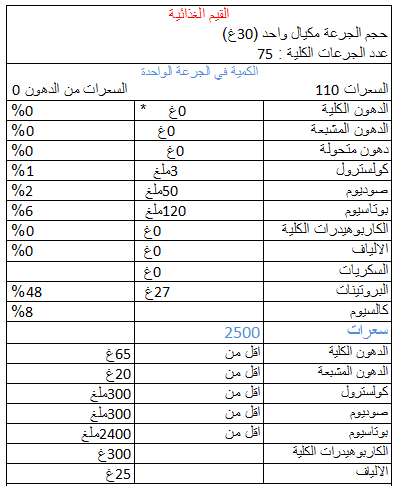 القيم الغذائية
حجم الجرعة مكيال واحد (30غ)
عدد الجرعات الكلية : 75
الكمية في الجرعة الواحدة
السعرات 110 السعرات من الدهون 0
الدهون الكلية 0غ * 0%
الدهون المشبعة 0غ 0%
دهون متحولة 0غ 0%
كولسترول 3ملغ 1%
صوديوم 50ملغ 2%
بوتاسيوم 120ملغ 6%
الكاربوهيدرات الكلية 0غ 0%
الالياف 0غ 0%
السكريات 0غ
البروتينات 27غ 48%
كالسيوم 8%
سعرات 2500
الدهون الكلية اقل من 65غ
الدهون المشبعة اقل من 20غ
كولسترول اقل من 300ملغ
صوديوم اقل من 300ملغ
بوتاسيوم اقل من 2400ملغ
الكاربوهيدرات الكلية 300غ
الالياف 25غ